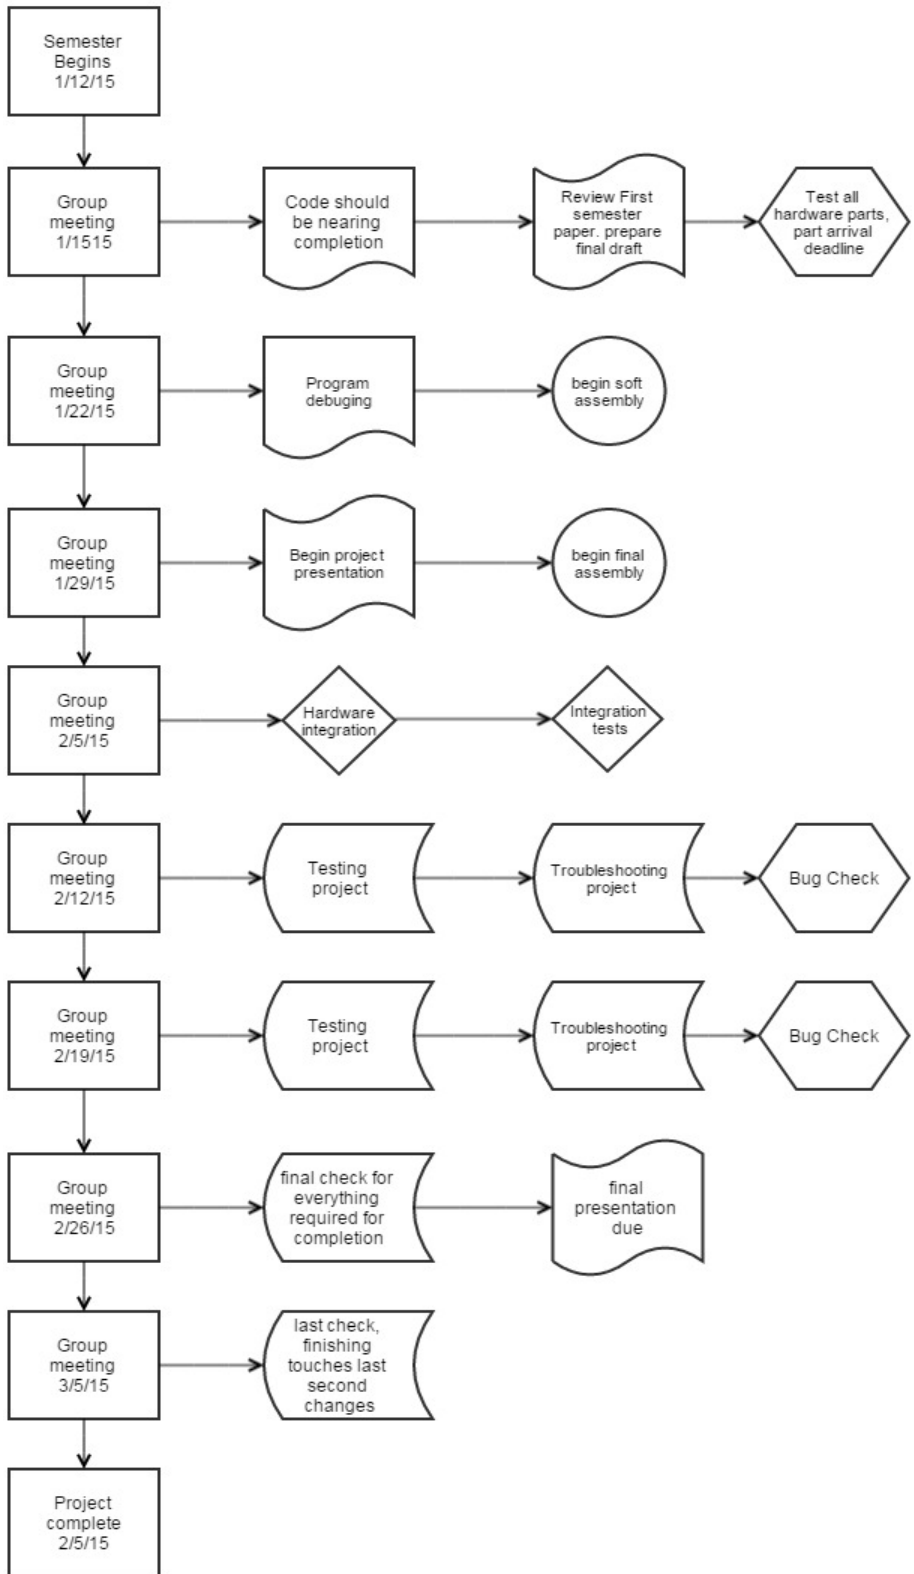 Semester
Begins
1/12/15
Group
meeting
1/1515
Code should
be nearing
completion
Review First
semester
paper. prepare
final draft
Test all
hardware parts,
part arrival
deadline
Group
meeting
1/22/15
Program
debuging
begin soft
assembly
Group
meeting
1/29/15
Begin project
presentation
begin final
assembly
Group
meeting
2/5/15
Hardware
integration
Integration
tests
Group
meeting
2/12/15
Testing
project
Troubleshooting
project
Bug Check
Group
meeting
2/19/15
Testing
project
Troubleshooting
project
Bug Check
Group
meeting
2/26/15
final check for
everything
required for
completion
final
presentation
due
Group
meeting
3/5/15
last check,
finishing
touches last
second
changes
Project
complete
2/5/15